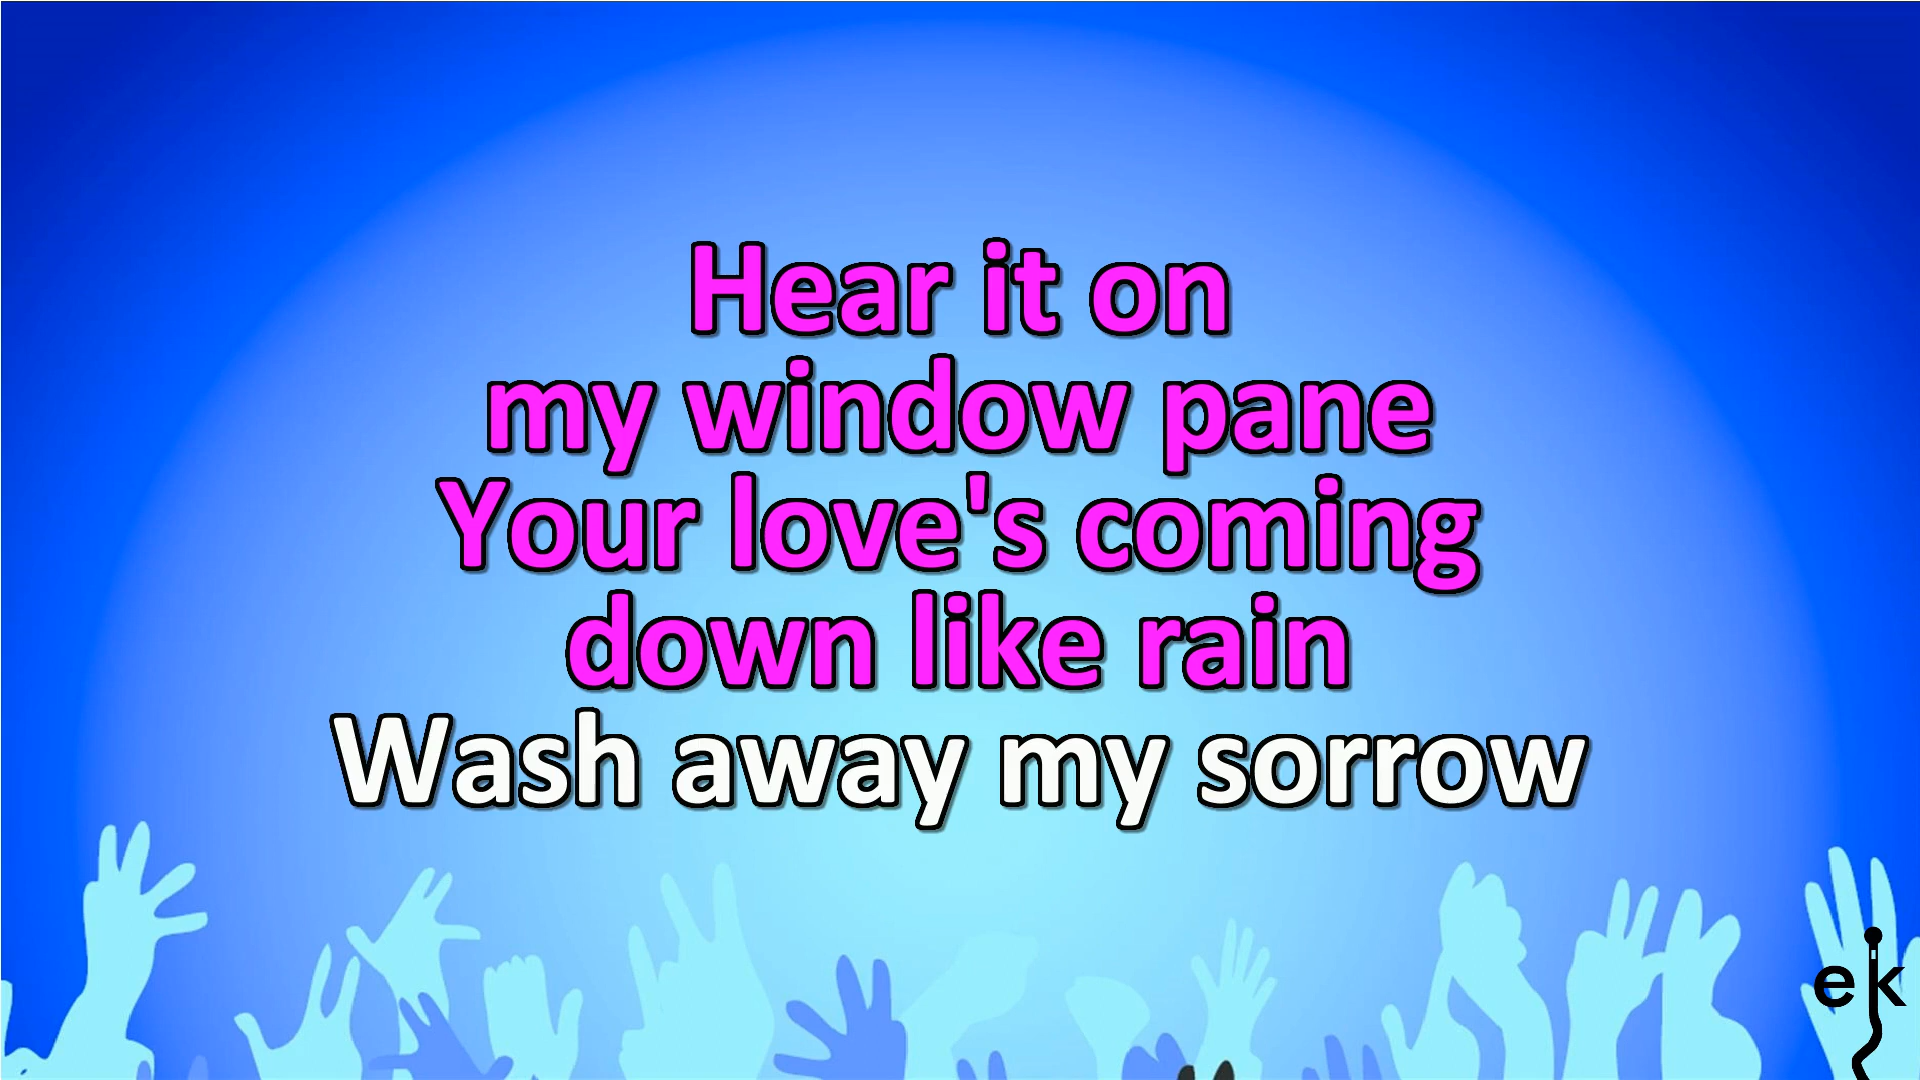 Hear it on
my window pane
Your love's coming
down like rain
Wash away my sorrow
ek